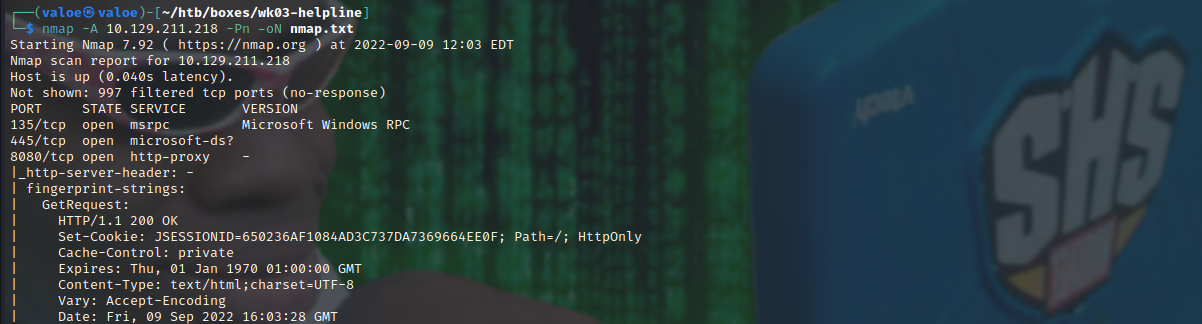 ┌──(valoe㉿valoe)-[~/htb/boxes/wk03-helpline]
└─$ nmap -A 10.129.211.218 -Pn -oN nmap.txt
Starting Nmap 7.92 ( https://nmap.org ) at 2022-09-09 12:03 EDT
Nmap scan report for 10.129.211.218
Host is up (0.040s latency).
Not shown: 997 filtered tcp ports (no-response)
PORT     STATE SERVICE       VERSION
135/tcp  open  msrpc         Microsoft Windows RPC
445/tcp  open  microsoft-ds?
8080/tcp open  http-proxy    -
|_http-server-header: -
| fingerprint-strings:
|   GetRequest:
|     HTTP/1.1 200 OK
|     Set-Cookie: JSESSIONID=650236AF1084AD3C737DA7369664EE0F; Path=/; HttpOnly
|     Cache-Control: private
|     Expires: Thu, 01 Jan 1970 01:00:00 GMT
|     Content-Type: text/html;charset=UTF-8
|     Vary: Accept-Encoding
|     Date: Fri, 09 Sep 2022 16:03:28 GMT
vtech
SHS